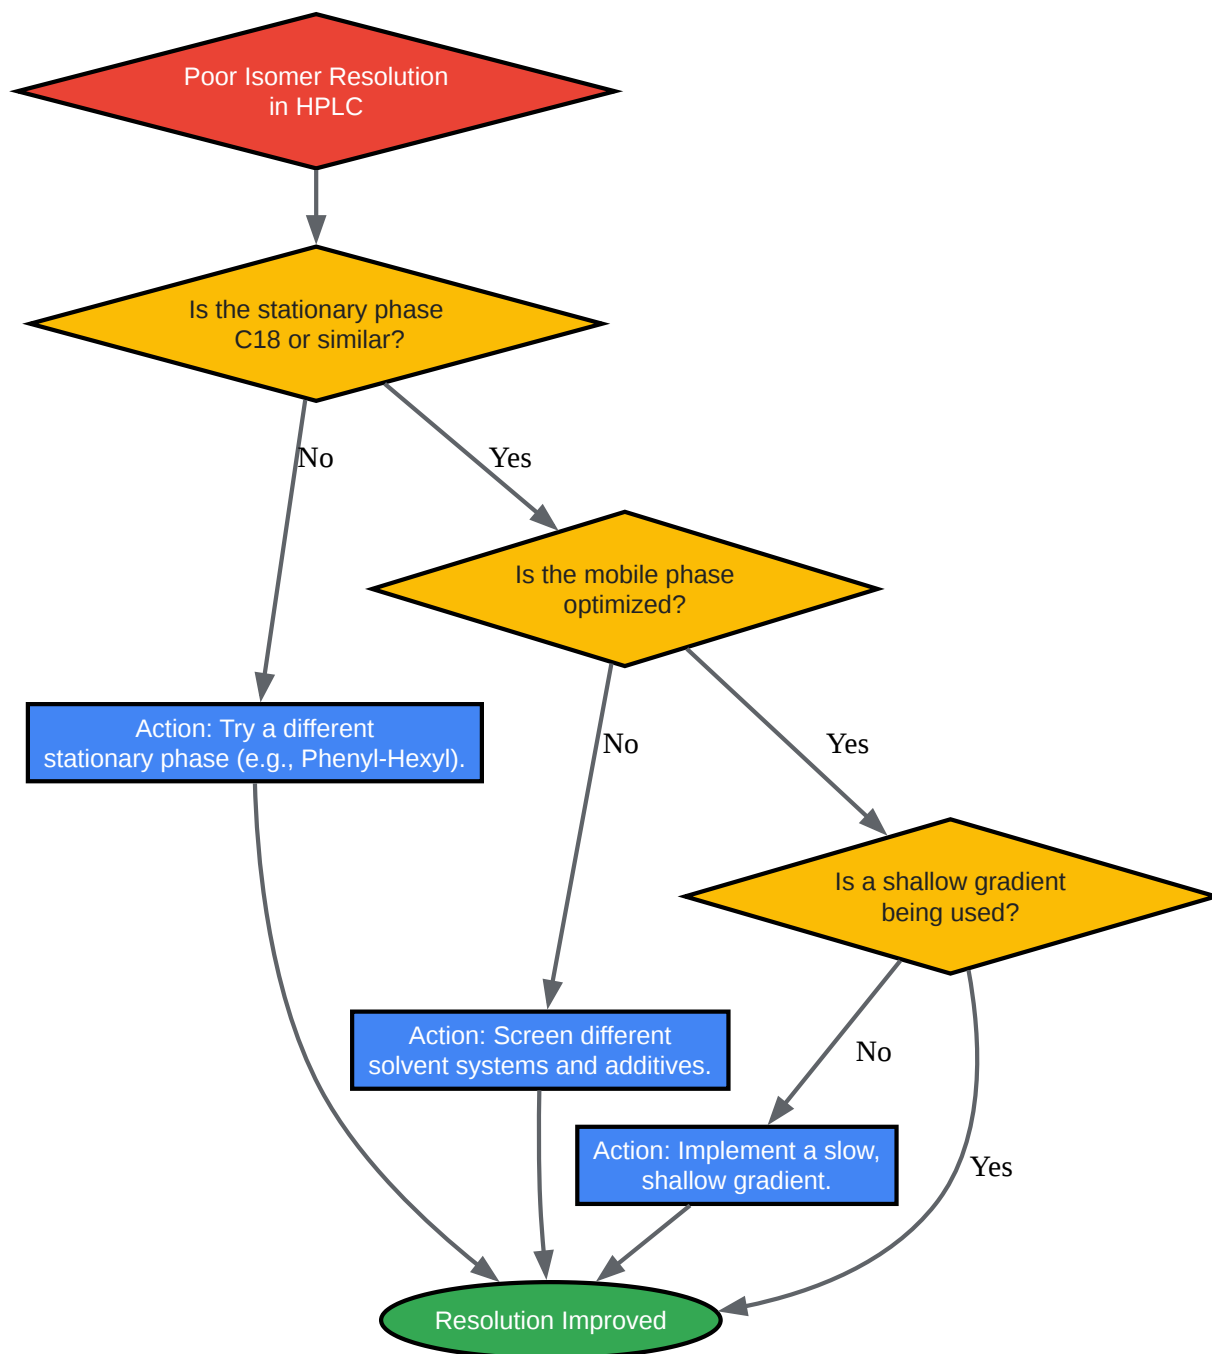 Poor Isomer Resolution
in HPLC
Is the stationary phase
C18 or similar?
No
Yes
Is the mobile phase
optimized?
Action: Try a different
stationary phase (e.g., Phenyl-Hexyl).
No
Yes
Is a shallow gradient
being used?
Action: Screen different
solvent systems and additives.
No
Action: Implement a slow,
shallow gradient.
Yes
Resolution Improved